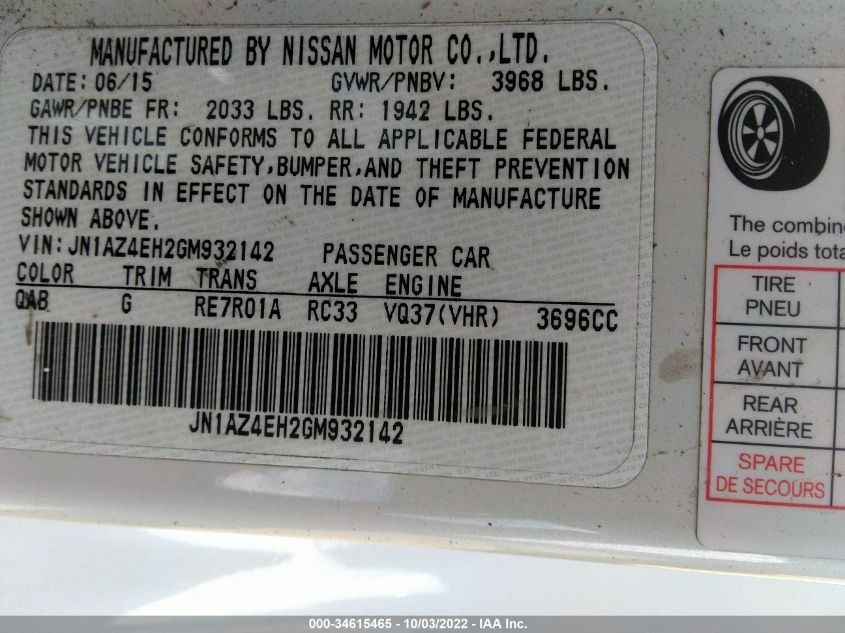 MANUFACTURED BY NISSAN MOTOR CO.,LTD.
DATE: 06/15 GVWR/PNBV: 3968 LBS.
GAWR/PNBE FR: 2033 LBS. RR: 1942 LBS.
THIS VEHICLE CONFORMS TO ALL APPLICABLE FEDERAL
MOTOR VEHICLE SAFETY,BUMPER,AND THEFT PREVENTION
STANDARDS IN EFFECT ON THE DATE OF MANUFACTURE
SHOWN ABOVE.
VIN:JN1AZ4EH2GM932142 PASSENGER CAR
COLOR TRIM TRANS AXLE ENGINE
QAB G RE7R01A RC33 VQ37(VHR) 3696CC
JN1AZ4EH2GM932142
The combin
Le poids tota
TIRE
PNEU
FRONT
AVANT
REAR
ARRIÈRE
SPARE
DE SECOURS
000-34615465 - 10/03/2022 - IAA Inc.